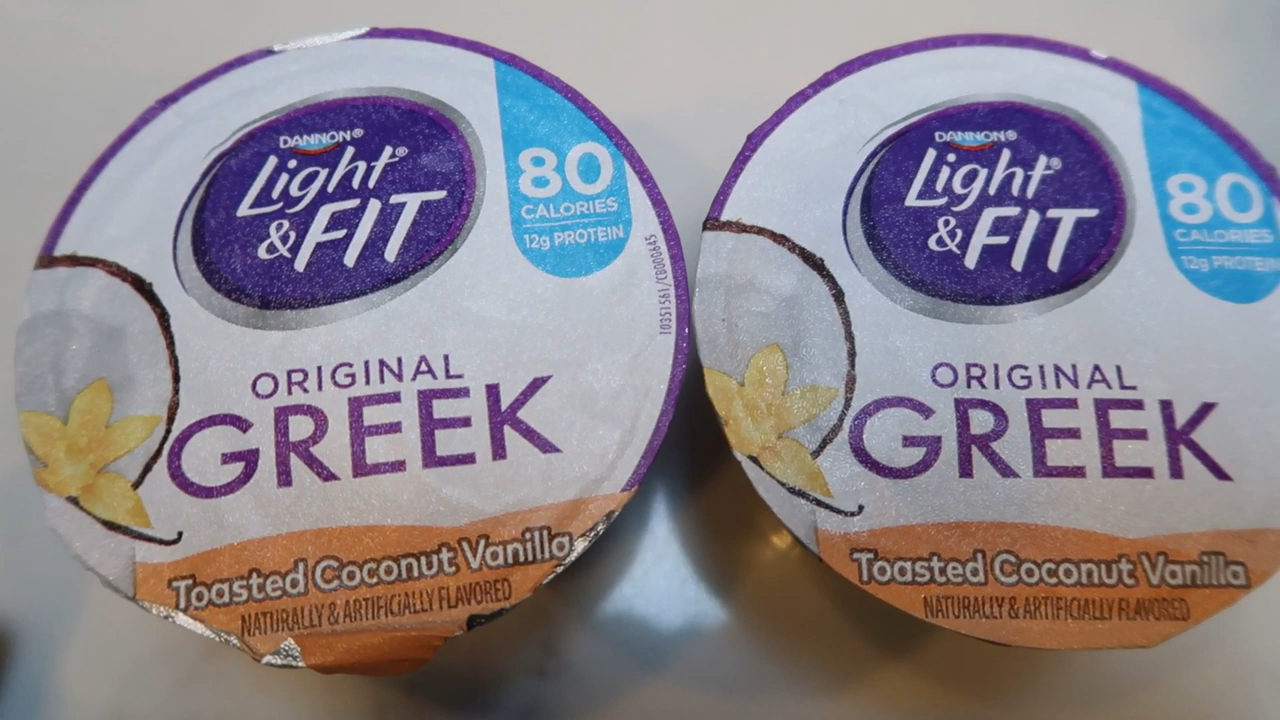 DANNON®
Light®
&FIT
80
CALORIES
12g PROTEIN
10351561/CB000645
ORIGINAL
GREEK
Toasted Coconut Vanilla
NATURALLY & ARTIFICIALLY FLAVORED
DANNON®
Light®
&FIT
80
CALORIES
12g PROTEIN
ORIGINAL
GREEK
Toasted Coconut Vanilla
NATURALLY & ARTIFICIALLY FLAVORED